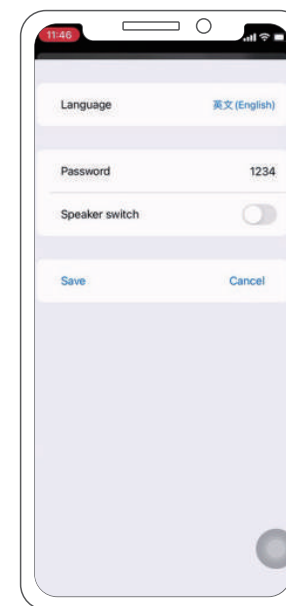 11:46
Language 英文(English)
Password 1234
Speaker switch
Save Cancel